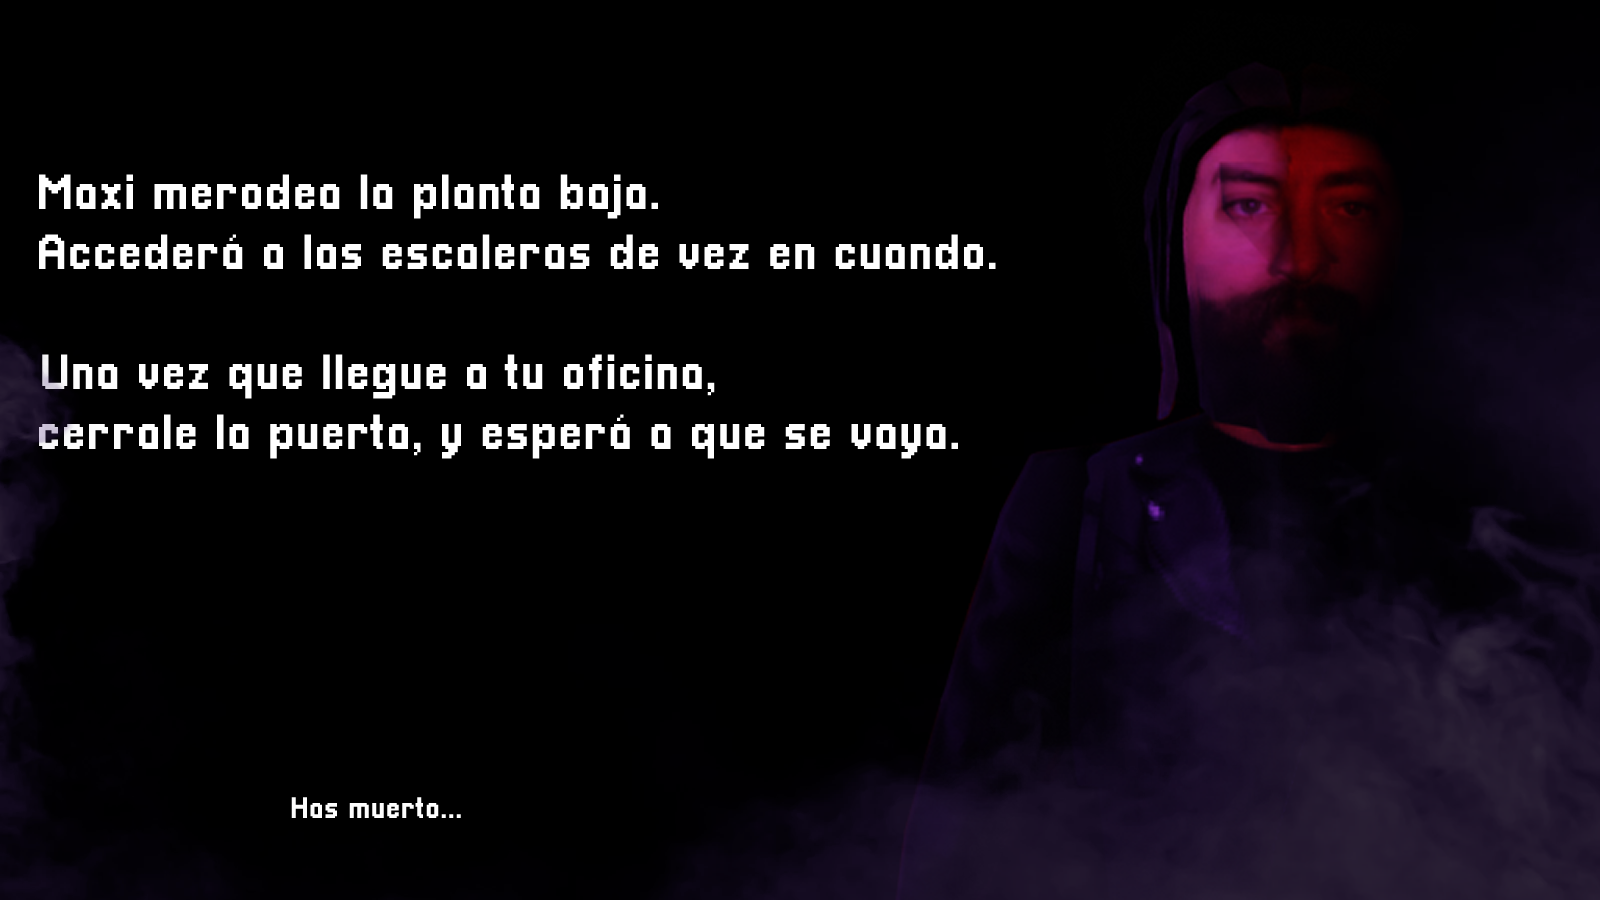 Maxi merodea la planta baja.
Accederá a las escaleras de vez en cuando.
Una vez que llegue a tu oficina,
cerrale la puerta, y esperá a que se vaya.
Has muerto...